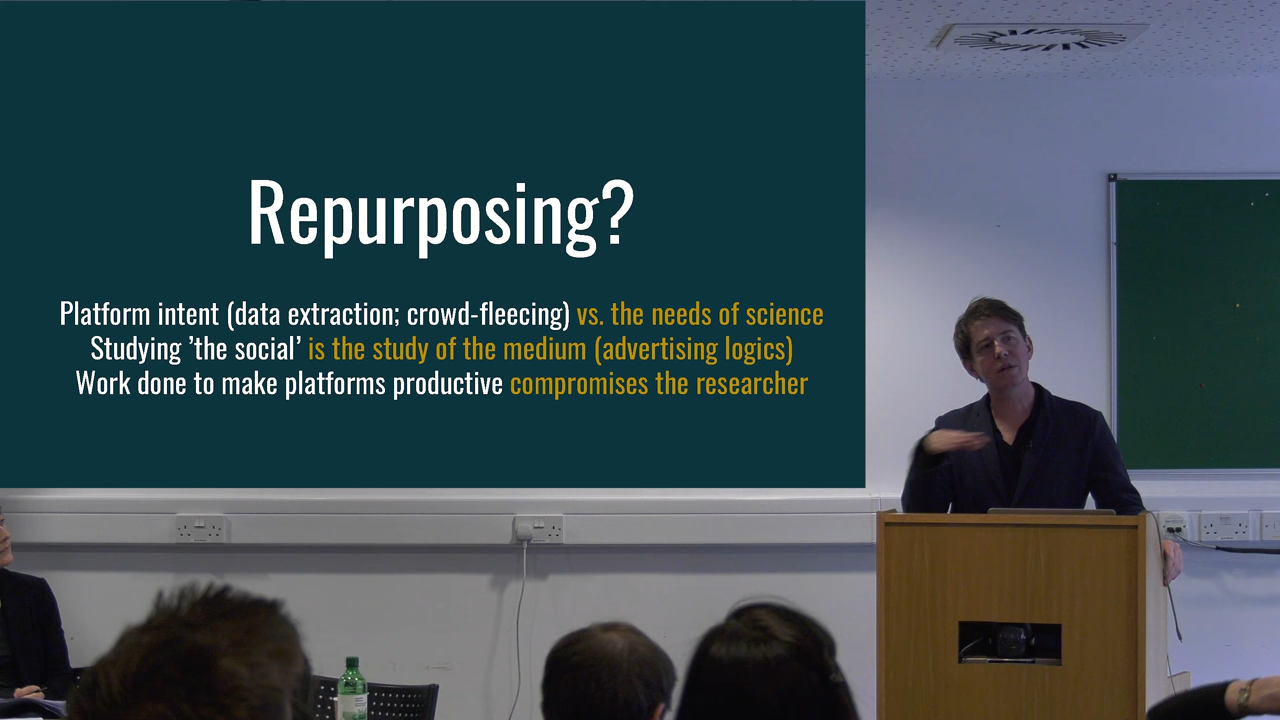 Repurposing?
Platform intent (data extraction; crowd-fleecing) vs. the needs of science
Studying ’the social’ is the study of the medium (advertising logics)
Work done to make platforms productive compromises the researcher